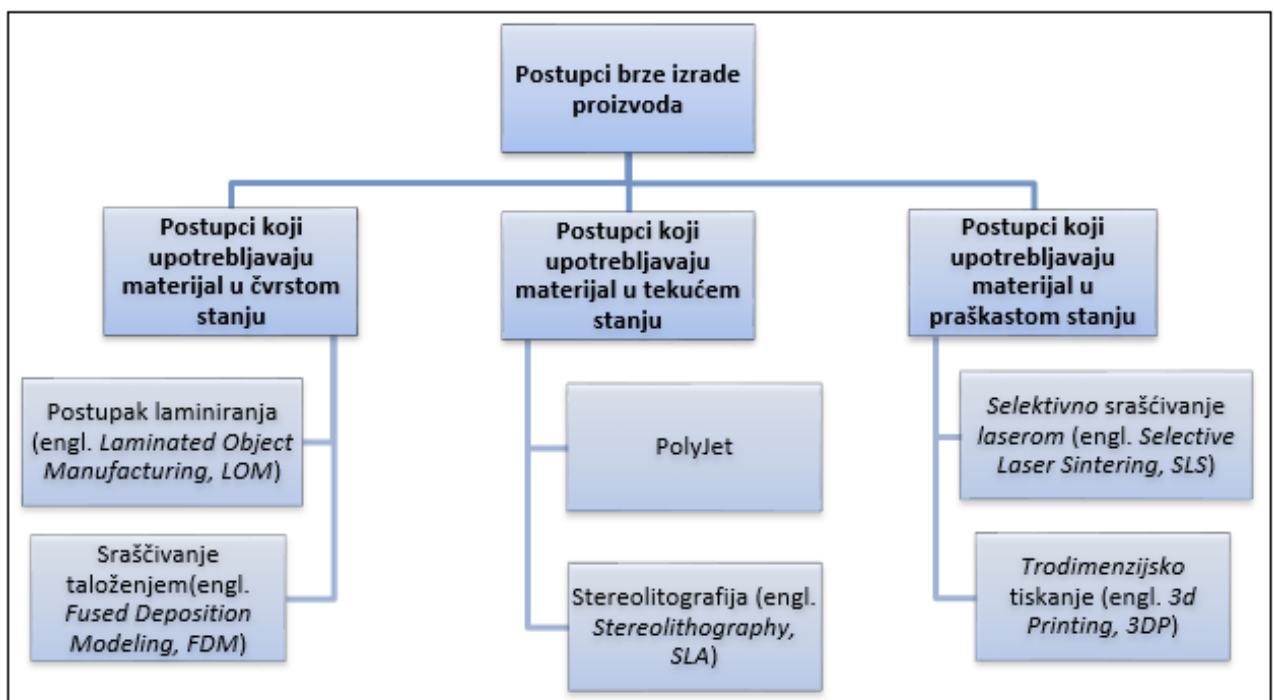 Postupci brze izrade
proizvoda
Postupci koji
upotrebljavaju
materijal u čvrstom
stanju
Postupak laminiranja
(engl. Laminated Object
Manufacturing, LOM)
Sraščivanje
taloženjem(engl.
Fused Deposition
Modeling, FDM)
Postupci koji
upotrebljavaju
materijal u tekućem
stanju
PolyJet
Stereolitografija (engl.
Stereolithography,
SLA)
Postupci koji
upotrebljavaju
materijal u
praškastom stanju
Selektivno srašćivanje
laserom (engl. Selective
Laser Sintering, SLS)
Trodimenzijsko
tiskanje (engl. 3d
Printing, 3DP)